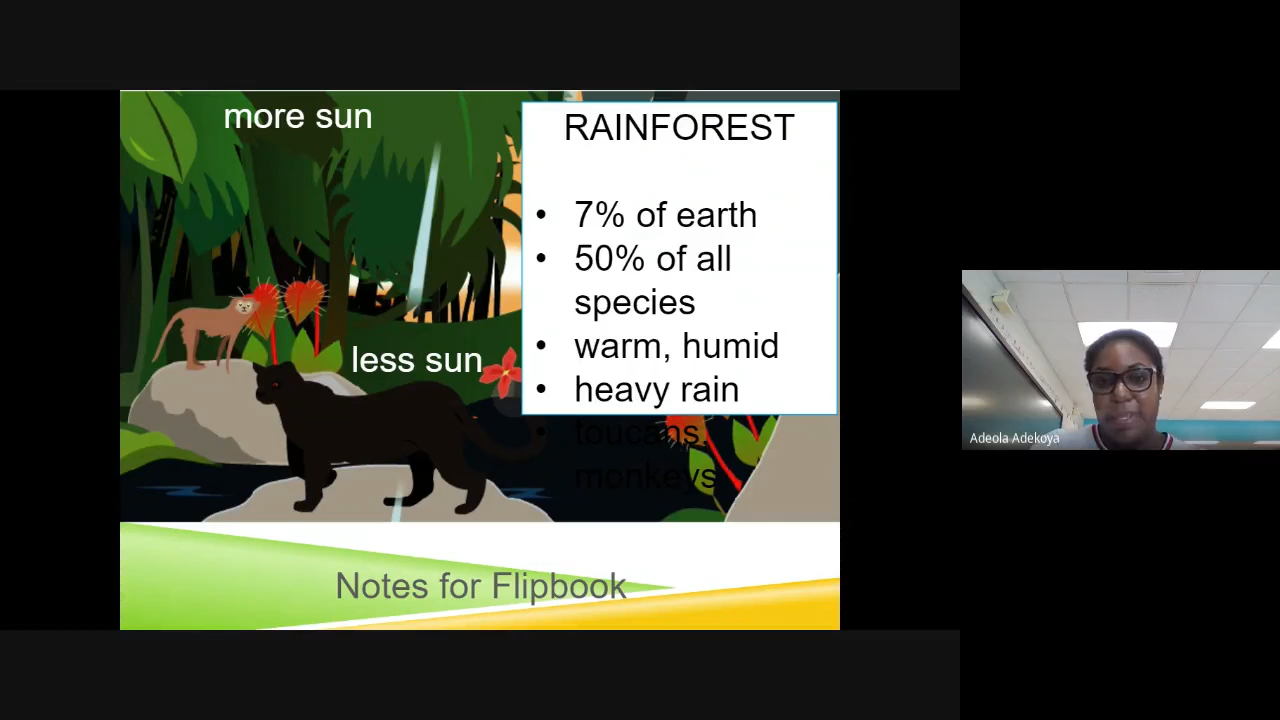 more sun
RAINFOREST
• 7% of earth
• 50% of all
species
• warm, humid
less sun
• heavy rain
• toucans,
monkeys
Adeola Adekoya
Notes for Flipbook